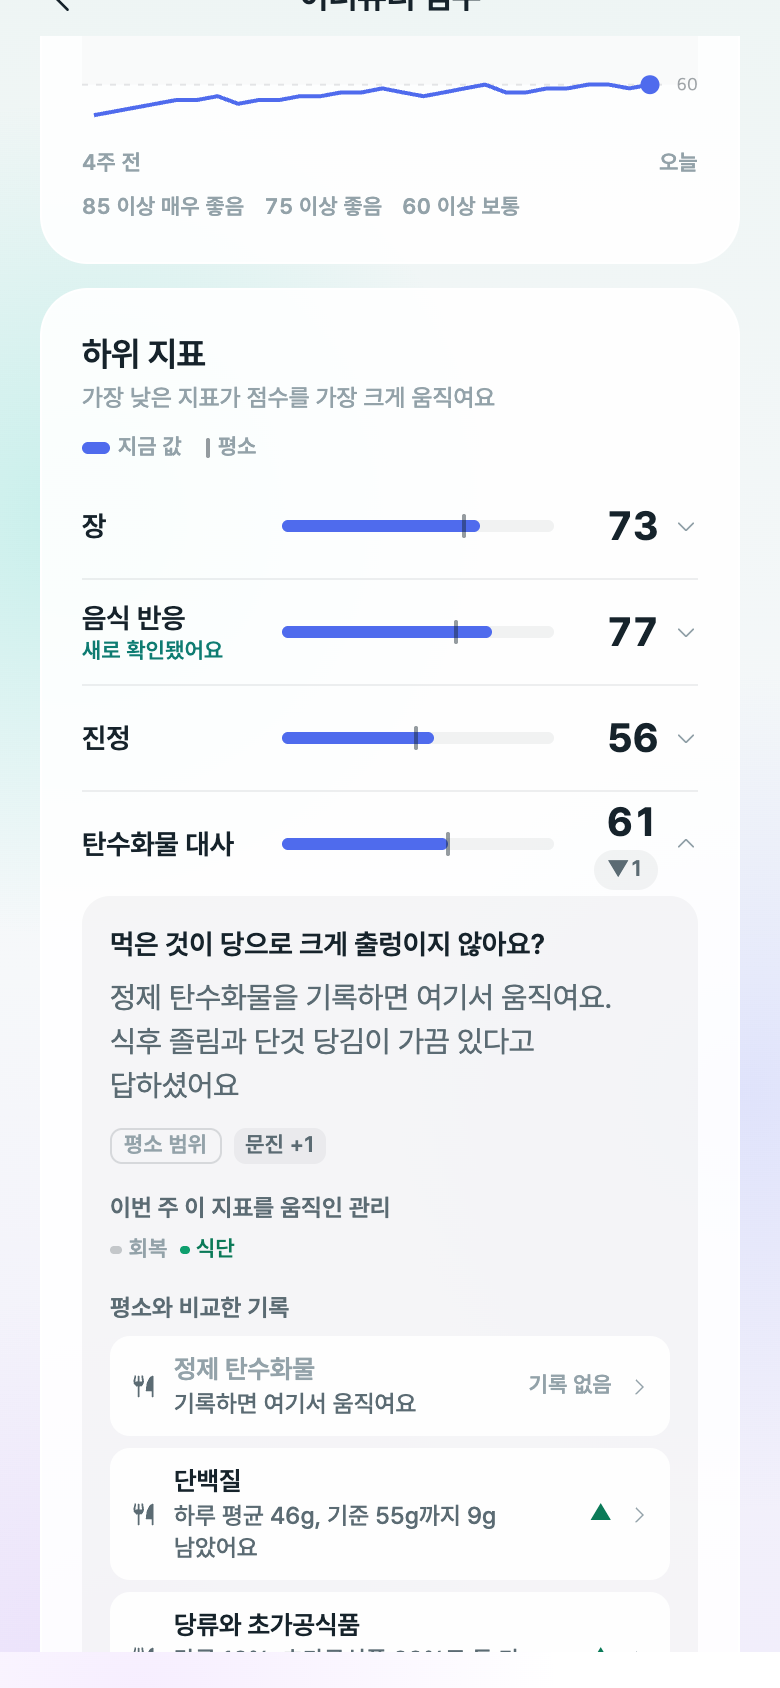 60
4주 전
오늘
85 이상 매우 좋음 75 이상 좋음 60 이상 보통
하위 지표
가장 낮은 지표가 점수를 가장 크게 움직여요
지금 값 평소
장
73
음식 반응
새로 확인됐어요
77
진정
56
탄수화물 대사
61
▼1
먹은 것이 당으로 크게 출렁이지 않아요?
정제 탄수화물을 기록하면 여기서 움직여요.
식후 졸림과 단것 당김이 가끔 있다고
답하셨어요
평소 범위 문진 +1
이번 주 이 지표를 움직인 관리
회복 식단
평소와 비교한 기록
정제 탄수화물
기록하면 여기서 움직여요
기록 없음
단백질
하루 평균 46g, 기준 55g까지 9g
남았어요
▲
당류와 초가공식품